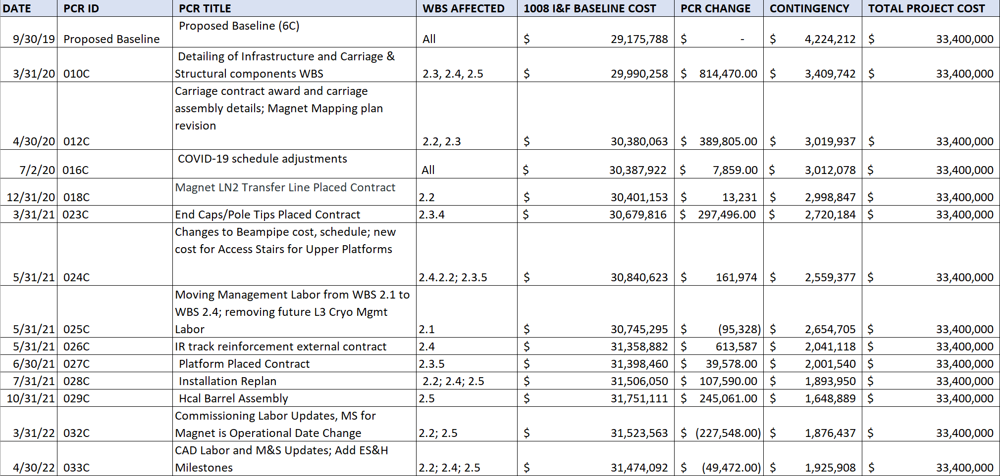 DATE PCR ID PCR TITLE WBS AFFECTED 1008 I&F BASELINE COST PCR CHANGE CONTINGENCY TOTAL PROJECT COST
Proposed Baseline (6C)
9/30/19 Proposed Baseline All $ 29,175,788 $ - $ 4,224,212 $ 33,400,000
Detailing of Infrastructure and Carriage &
3/31/20 010C Structural components WBS 2.3, 2.4, 2.5 $ 29,990,258 $ 814,470.00 $ 3,409,742 $ 33,400,000
Carriage contract award and carriage
assembly details; Magnet Mapping plan
revision
4/30/20 012C 2.2, 2.3 $ 30,380,063 $ 389,805.00 $ 3,019,937 $ 33,400,000
COVID-19 schedule adjustments
7/2/20 016C All $ 30,387,922 $ 7,859.00 $ 3,012,078 $ 33,400,000
Magnet LN2 Transfer Line Placed Contract
12/31/20 018C 2.2 $ 30,401,153 $ 13,231 $ 2,998,847 $ 33,400,000
3/31/21 023C End Caps/Pole Tips Placed Contract 2.3.4 $ 30,679,816 $ 297,496.00 $ 2,720,184 $ 33,400,000
Changes to Beampipe cost, schedule; new
cost for Access Stairs for Upper Platforms
5/31/21 024C 2.4.2.2; 2.3.5 $ 30,840,623 $ 161,974 $ 2,559,377 $ 33,400,000
Moving Management Labor from WBS 2.1 to
WBS 2.4; removing future L3 Cryo Mgmt
5/31/21 025C Labor 2.1 $ 30,745,295 $ (95,328) $ 2,654,705 $ 33,400,000
5/31/21 026C IR track reinforcement external contract 2.4 $ 31,358,882 $ 613,587 $ 2,041,118 $ 33,400,000
6/30/21 027C Platform Placed Contract 2.3.5 $ 31,398,460 $ 39,578.00 $ 2,001,540 $ 33,400,000
7/31/21 028C Installation Replan 2.2; 2.4; 2.5 $ 31,506,050 $ 107,590.00 $ 1,893,950 $ 33,400,000
10/31/21 029C Hcal Barrel Assembly 2.5 $ 31,751,111 $ 245,061.00 $ 1,648,889 $ 33,400,000
Commissioning Labor Updates, MS for
3/31/22 032C Magnet is Operational Date Change 2.2; 2.5 $ 31,523,563 $ (227,548.00) $ 1,876,437 $ 33,400,000
CAD Labor and M&S Updates; Add ES&H
4/30/22 033C Milestones 2.2; 2.4; 2.5 $ 31,474,092 $ (49,472.00) $ 1,925,908 $ 33,400,000